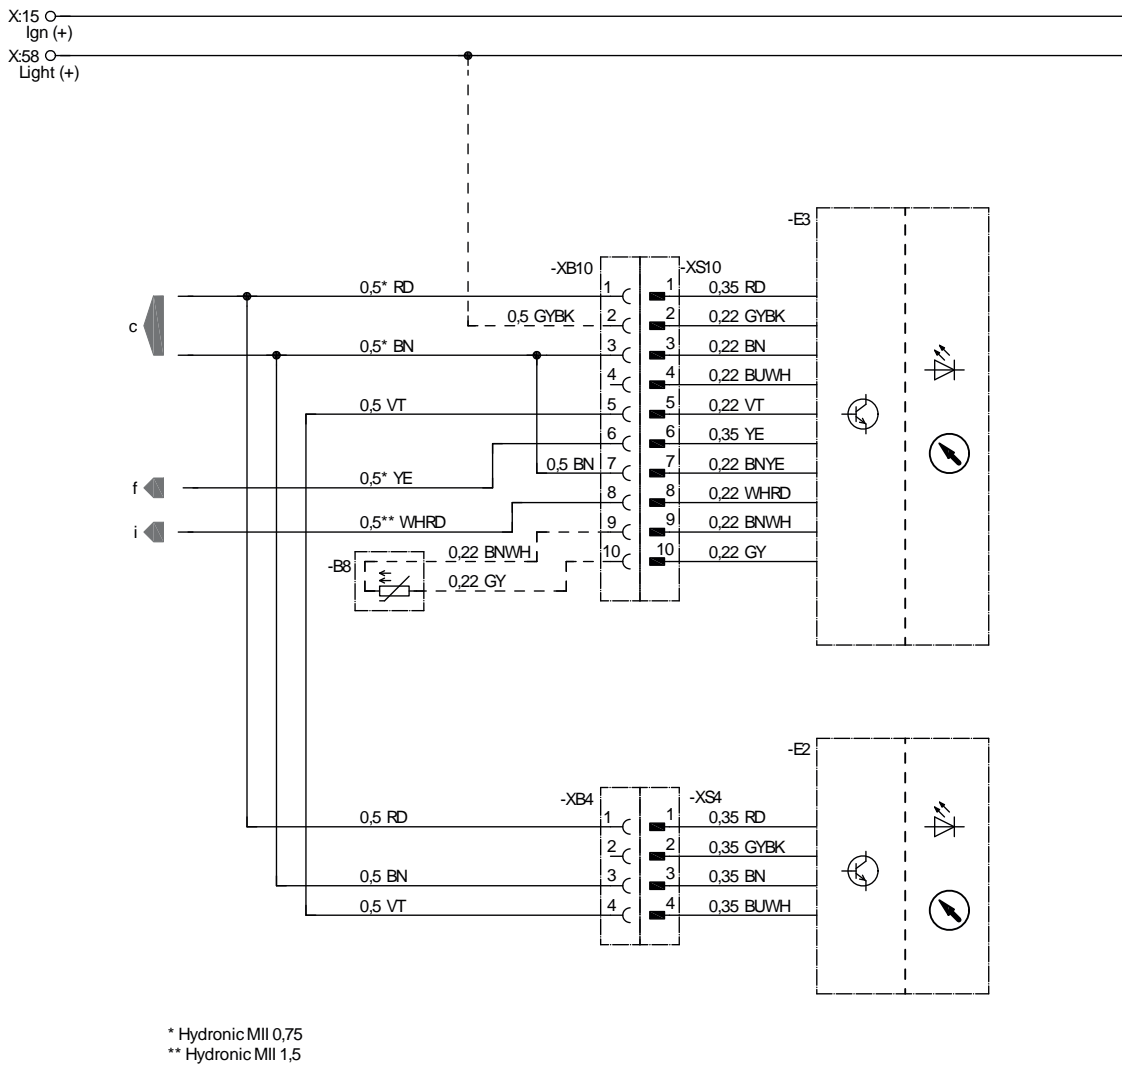 X:15
Ign (+)
X:58
Light (+)
-E3
-XB10 -XS10
c
0,5* RD 1 1 0,35 RD
0,5 GYBK 2 2 0,22 GYBK
0,5* BN 3 3 0,22 BN
4 4 0,22 BUWH
0,5 VT 5 5 0,22 VT
6 6 0,35 YE
0,5 BN 7 7 0,22 BNYE
f 0,5* YE
8 8 0,22 WHRD
i 0,5** WHRD 9 9 0,22 BNWH
0,22 BNWH 10 10 0,22 GY
-B8
0,22 GY
-E2
-XB4 -XS4
0,5 RD 1 1 0,35 RD
2 2 0,35 GYBK
0,5 BN 3 3 0,35 BN
0,5 VT 4 4 0,35 BUWH
* Hydronic MII 0,75
** Hydronic MII 1,5